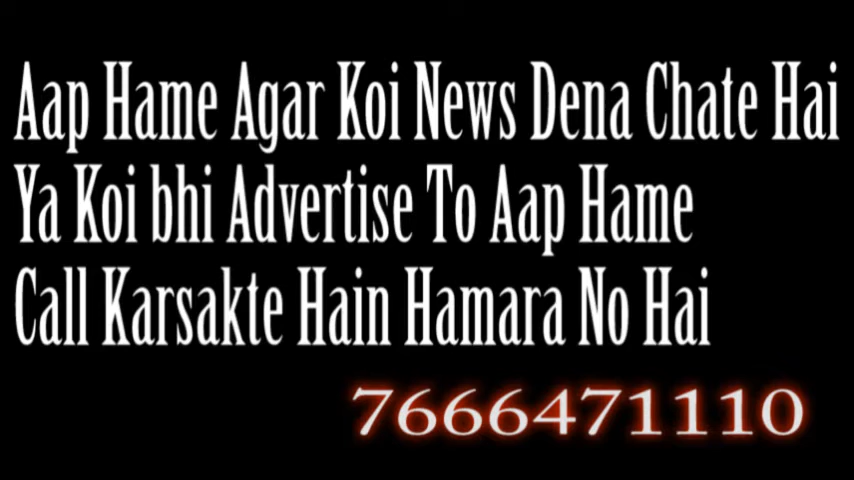 Aap Hame Agar Koi News Dena Chate Hai
Ya Koi bhi Advertise To Aap Hame
Call Karsakte Hain Hamara No Hai
7666471110